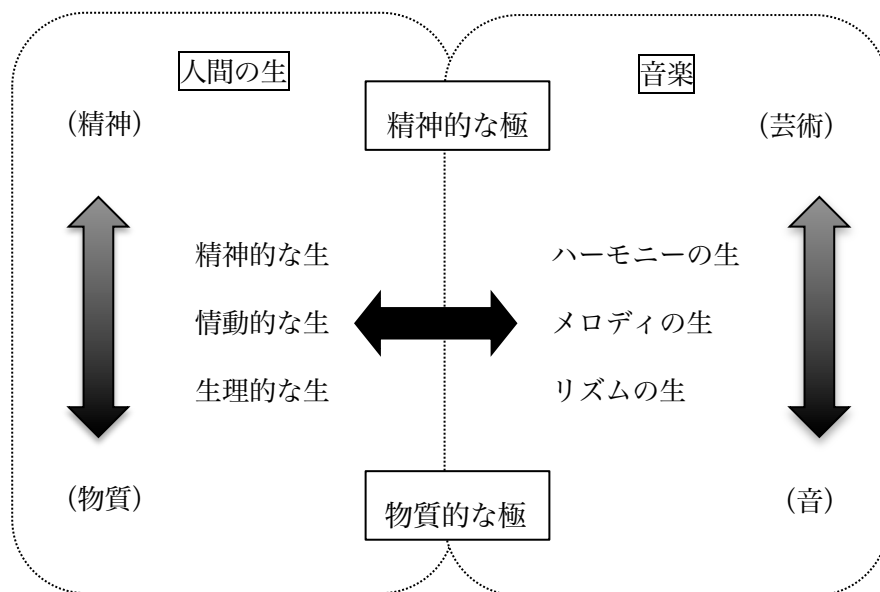 人間の生
音楽
(精神)
精神的な極
(芸術)
精神的な生
ハーモニーの生
情動的な生
メロディの生
生理的な生
リズムの生
(物質)
物質的な極
(音)